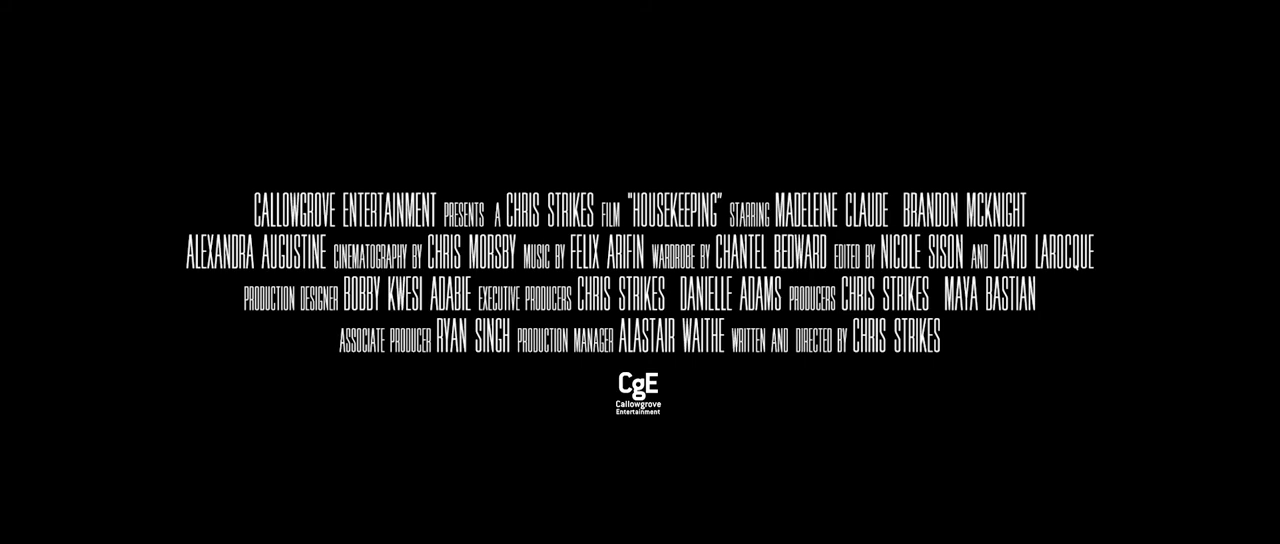 CALLOWGROVE ENTERTAINMENT PRESENTS A CHRIS STRIKES FILM "HOUSEKEEPING" STARRING MADELEINE CLAUDE BRANDON MCKNIGHT
ALEXANDRA AUGUSTINE CINEMATOGRAPHY BY CHRIS MORSBY MUSIC BY FELIX ARIFIN WARDROBE BY CHANTEL BEDWARD EDITED BY NICOLE SISON AND DAVID LAROCQUE
PRODUCTION DESIGNER BOBBY KWESI ADABIE EXECUTIVE PRODUCERS CHRIS STRIKES DANIELLE ADAMS PRODUCERS CHRIS STRIKES MAYA BASTIAN
ASSOCIATE PRODUCER RYAN SINGH PRODUCTION MANAGER ALASTAIR WAITHE WRITTEN AND DIRECTED BY CHRIS STRIKES
CgE
Callowgrove
Entertainment